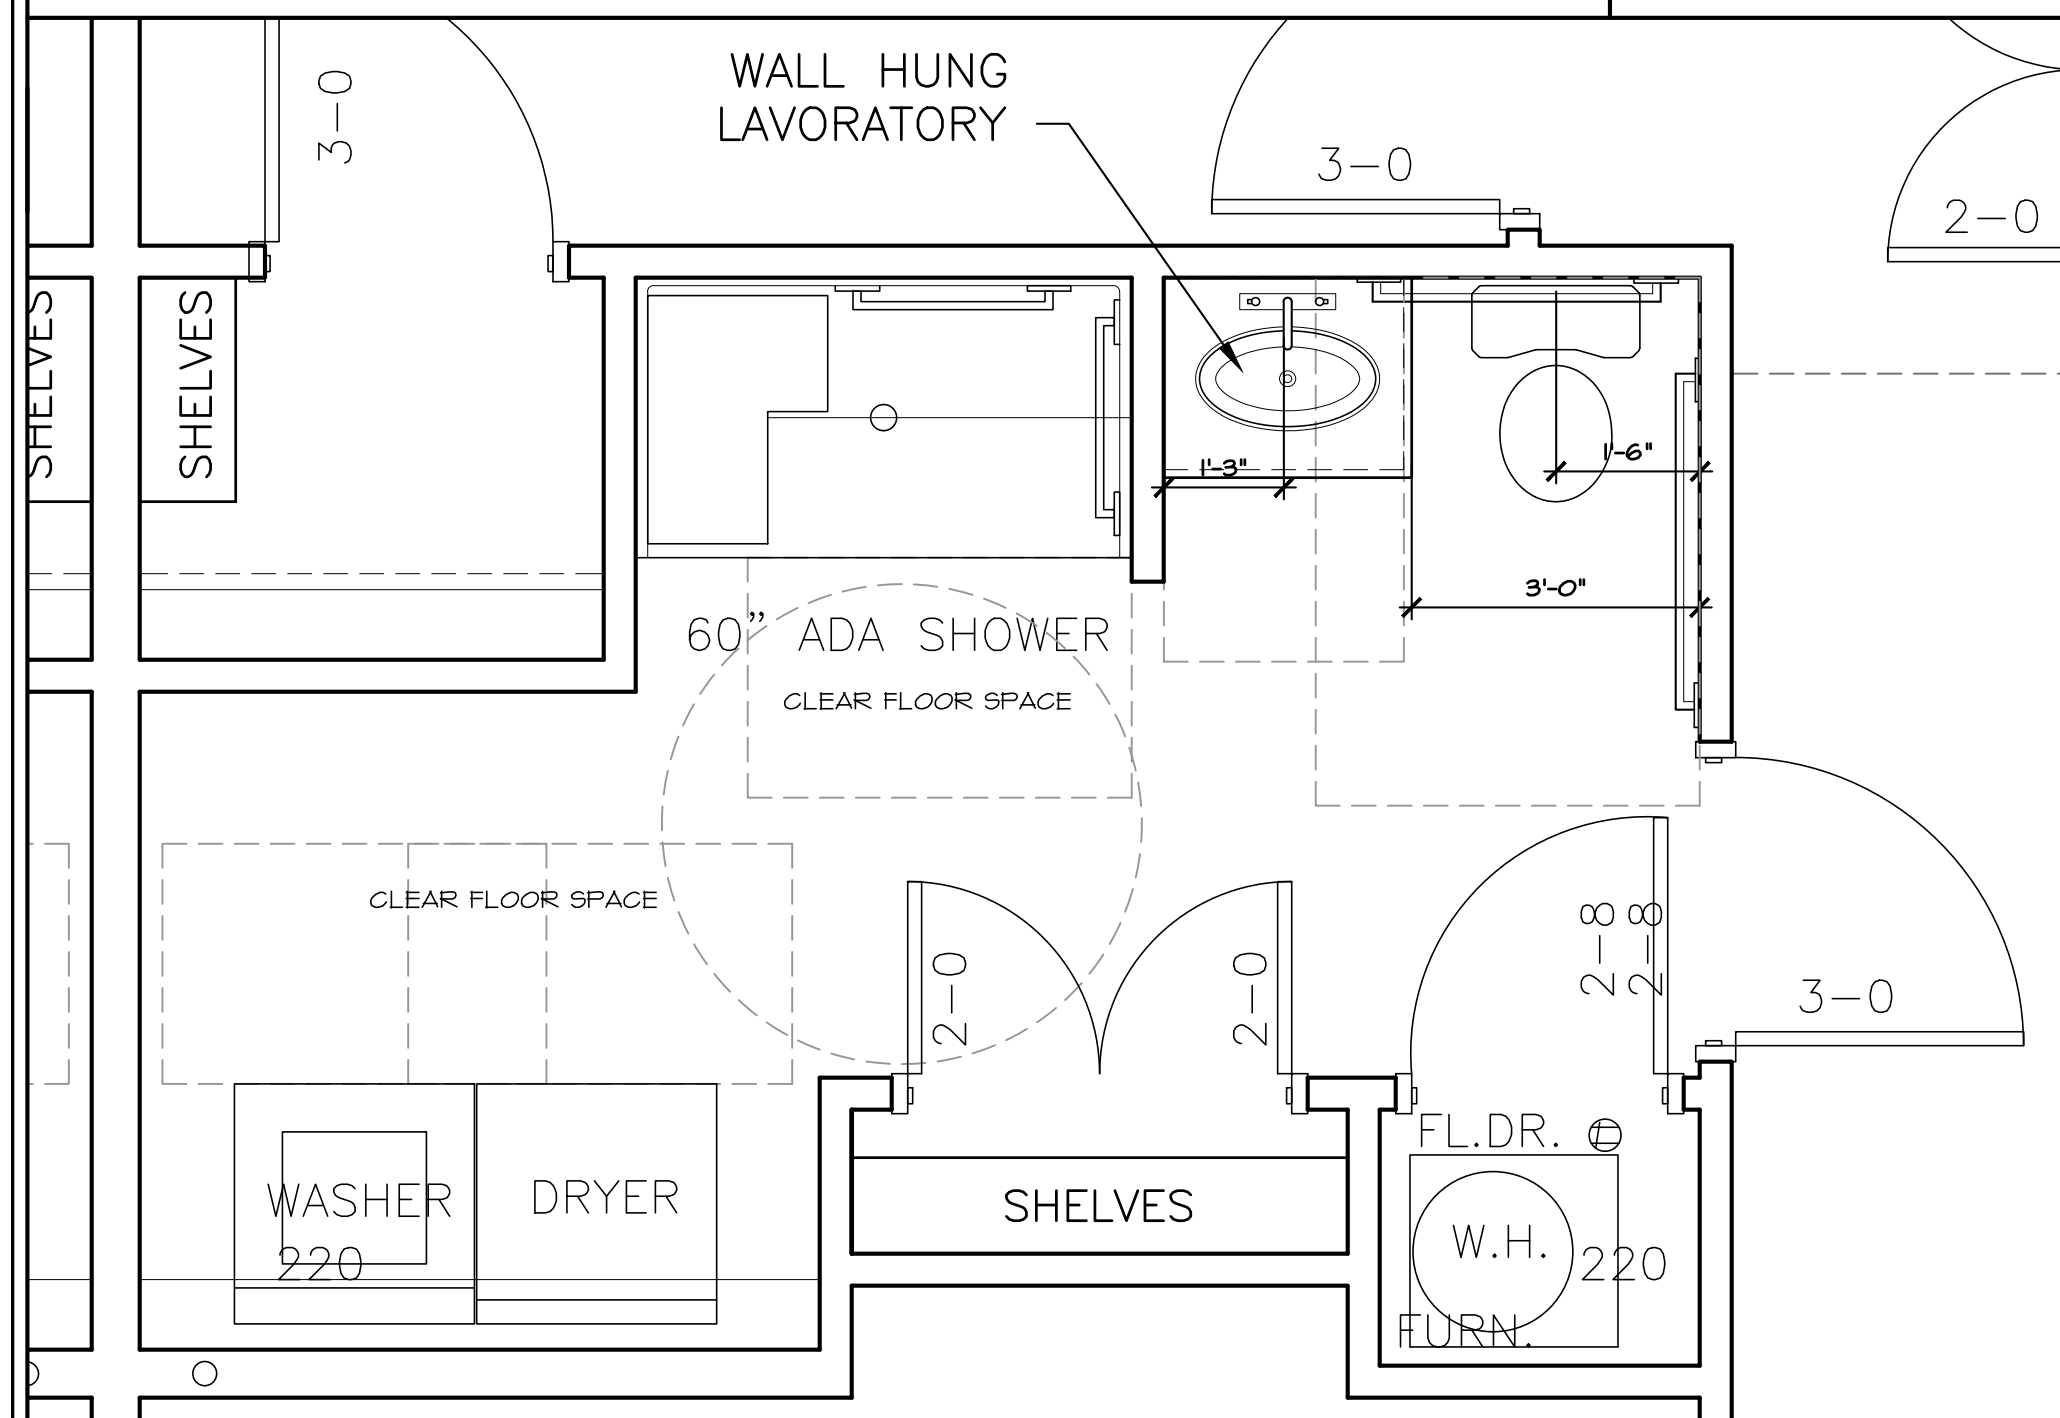 WALL HUNG
LAVORATORY
3-0
3-0
2-0
SHELVES
SHELVES
1'-3"
1'-6"
3'-0"
60" ADA SHOWER
CLEAR FLOOR SPACE
CLEAR FLOOR SPACE
2-0
2-0
2-8
2-8
3-0
FL.DR.
WASHER
220
DRYER
SHELVES
W.H.
220
FURN.